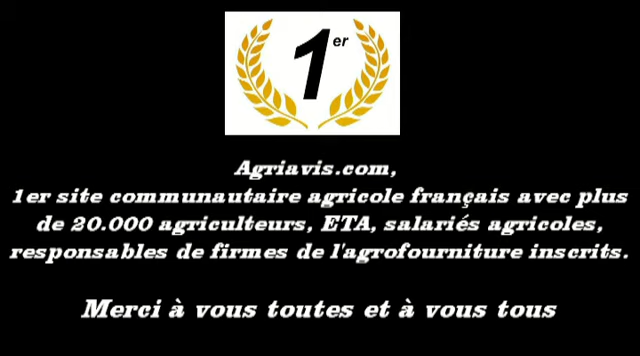 1er
Agriavis.com,
1er site communautaire agricole français avec plus
de 20.000 agriculteurs, ETA, salariés agricoles,
responsables de firmes de l'agrofourniture inscrits.
Merci à vous toutes et à vous tous